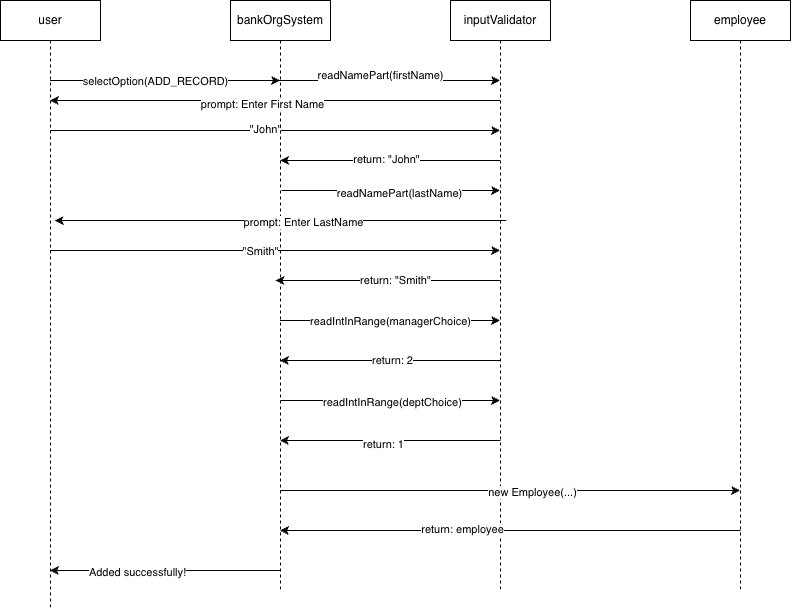 user
bankOrgSystem
inputValidator
employee
selectOption(ADD_RECORD)
readNamePart(firstName)
prompt: Enter First Name
"John"
return: "John"
readNamePart(lastName)
prompt: Enter LastName
"Smith"
return: "Smith"
readIntInRange(managerChoice)
return: 2
readIntInRange(deptChoice)
return: 1
new Employee(...)
return: employee
Added successfully!